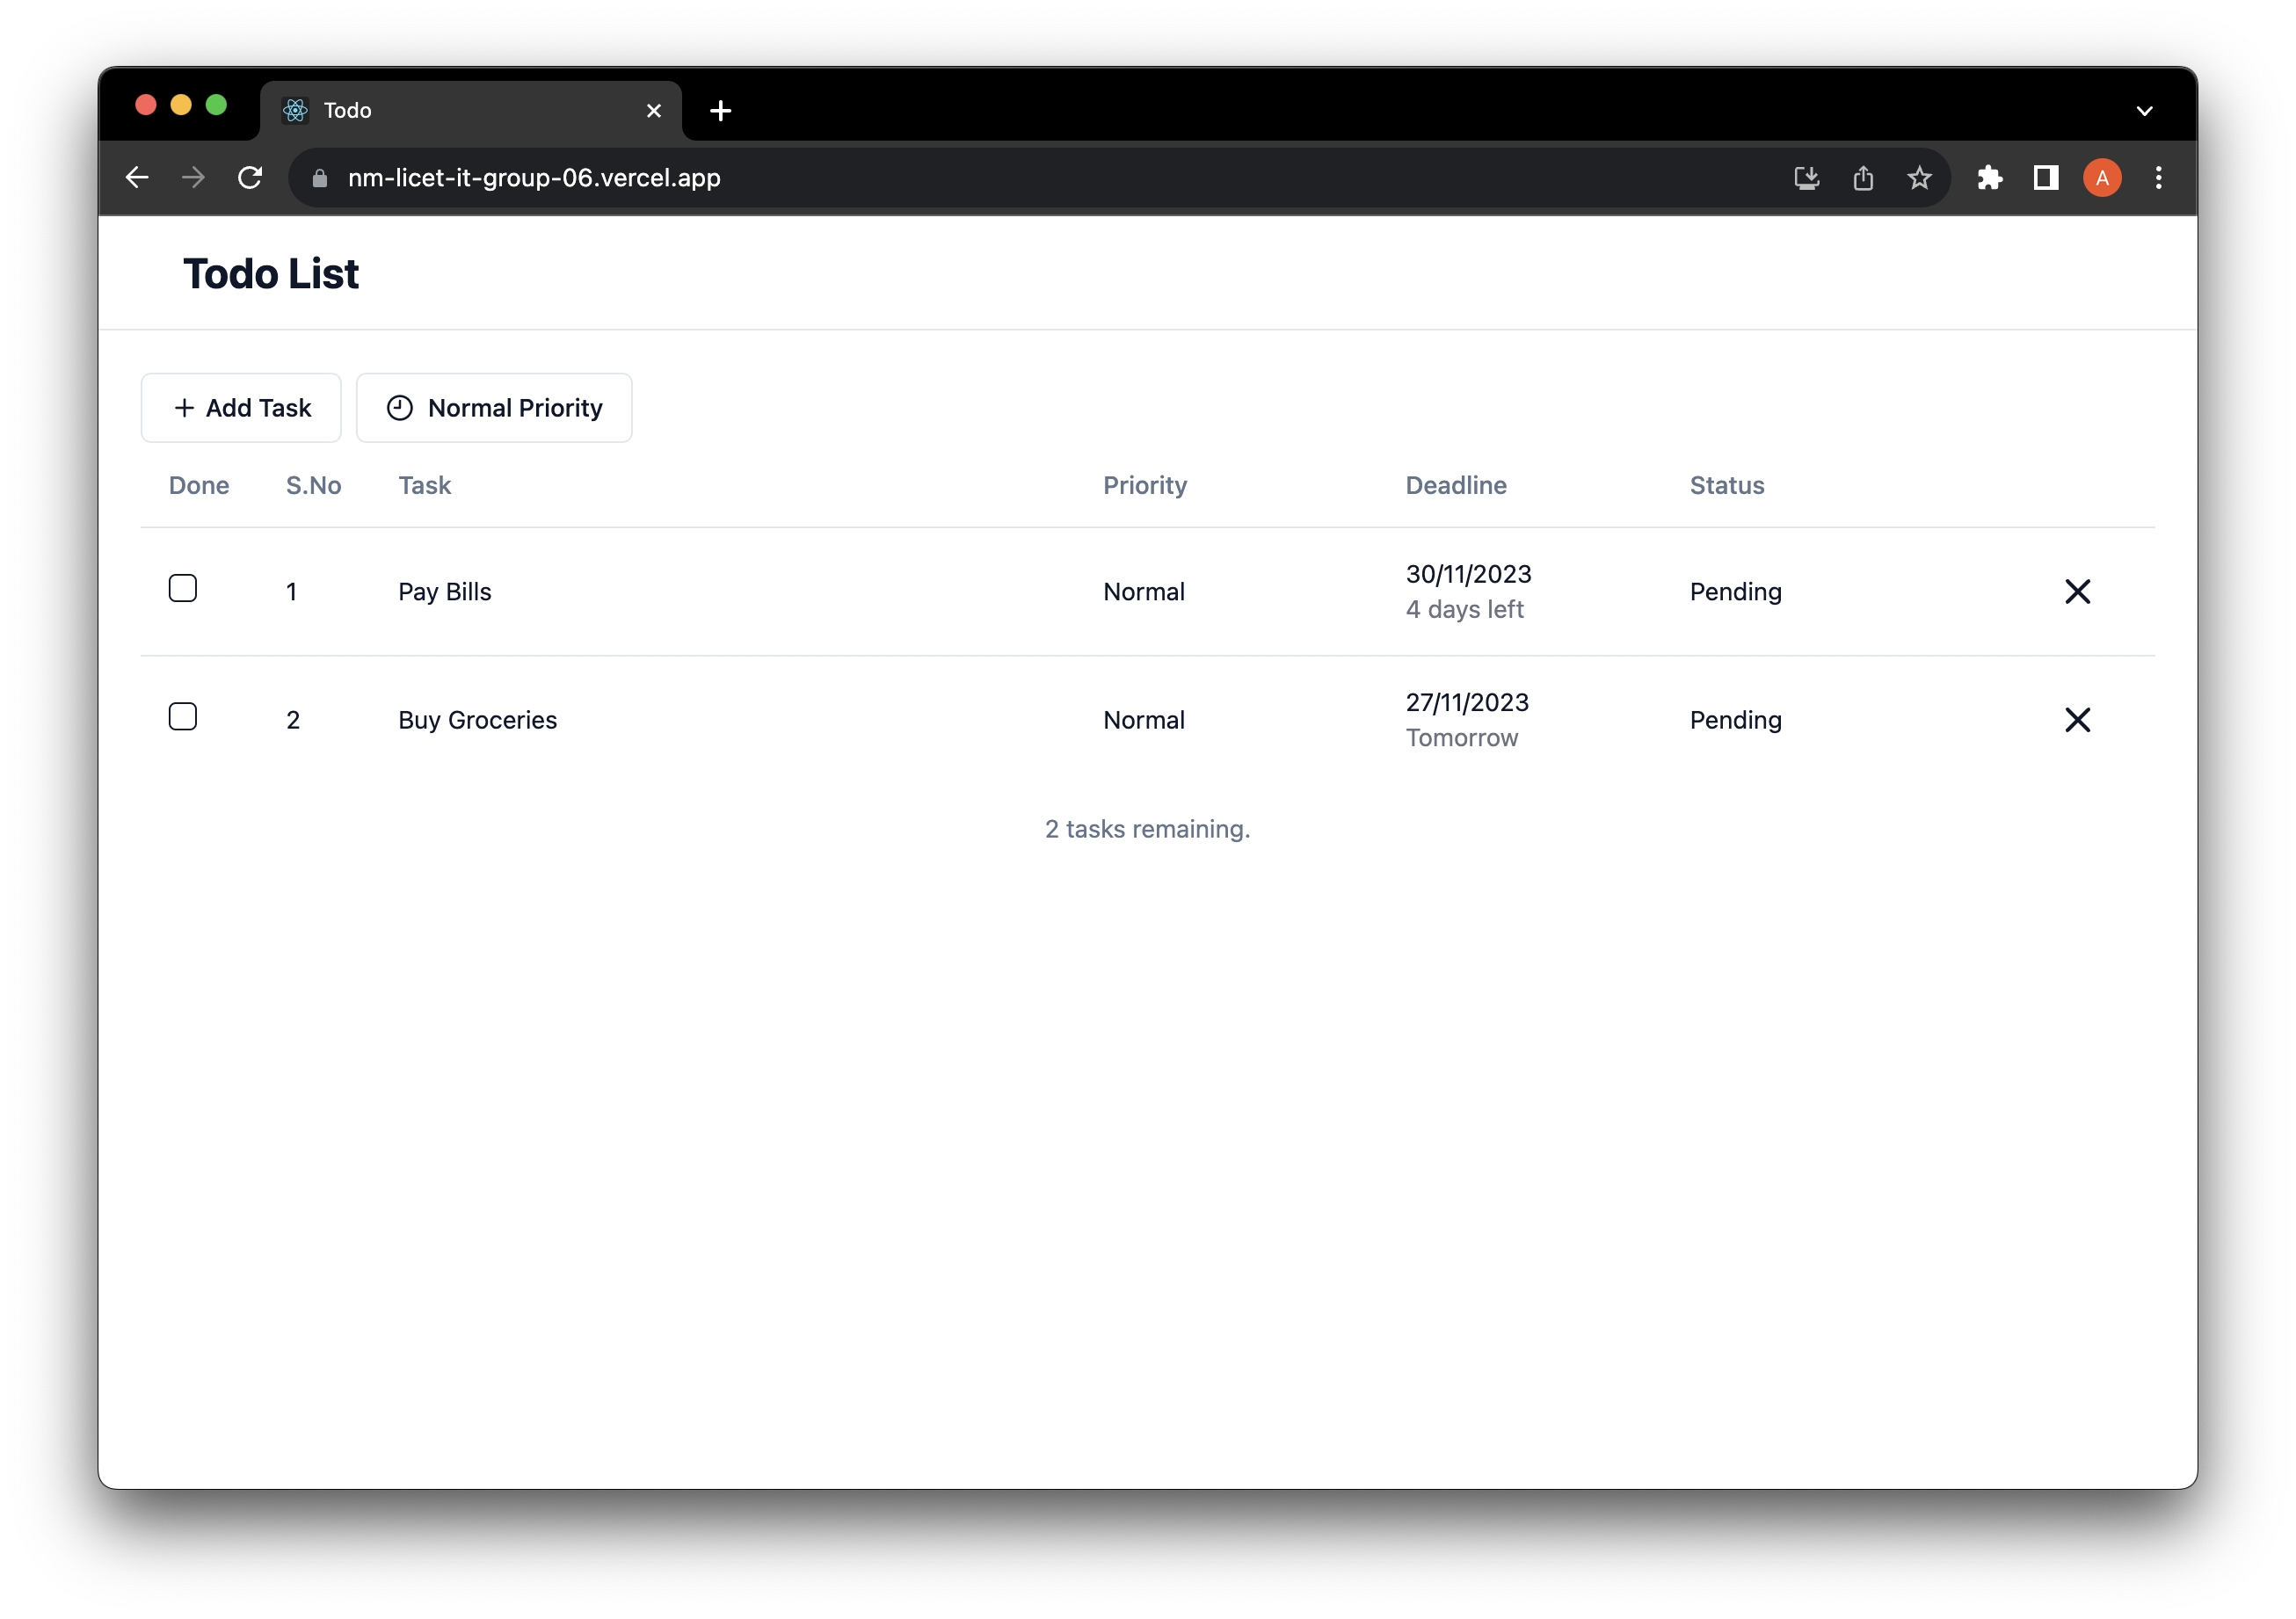 Todo
nm-licet-it-group-06.vercel.app
A
Todo List
Add Task
Normal Priority
Done S.No Task Priority Deadline Status
1 Pay Bills Normal 30/11/2023 Pending
4 days left
2 Buy Groceries Normal 27/11/2023 Pending
Tomorrow
2 tasks remaining.